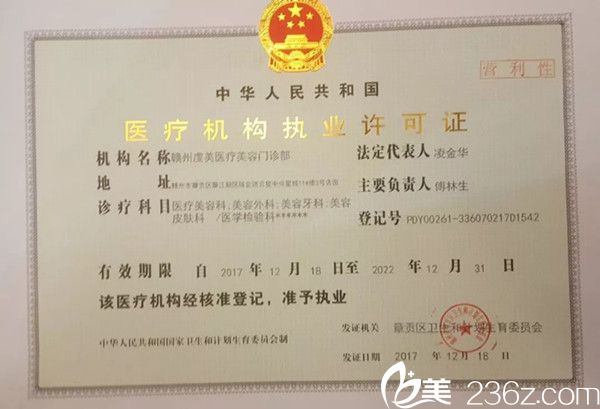 营利性
中华人民共和国
医疗机构执业许可证
机构名称 赣州虔美医疗美容门诊部
法定代表人 凌金华
地 址
主要负责人 傅林生
诊疗科目 医疗美容科;美容外科;美容牙科;美容
皮肤科 /医学检验科******
登记号 PDY00261-336070217D1542
有效期限 自 2017 年 12 月 18 日至 2022 年 12 月 31 日
该医疗机构经核准登记，准予执业
发证机关 章贡区卫生和计划生育委员会
中华人民共和国国家卫生和计划生育委员会制
发证日期 2017 年 12 月 18 日
美 236z.com